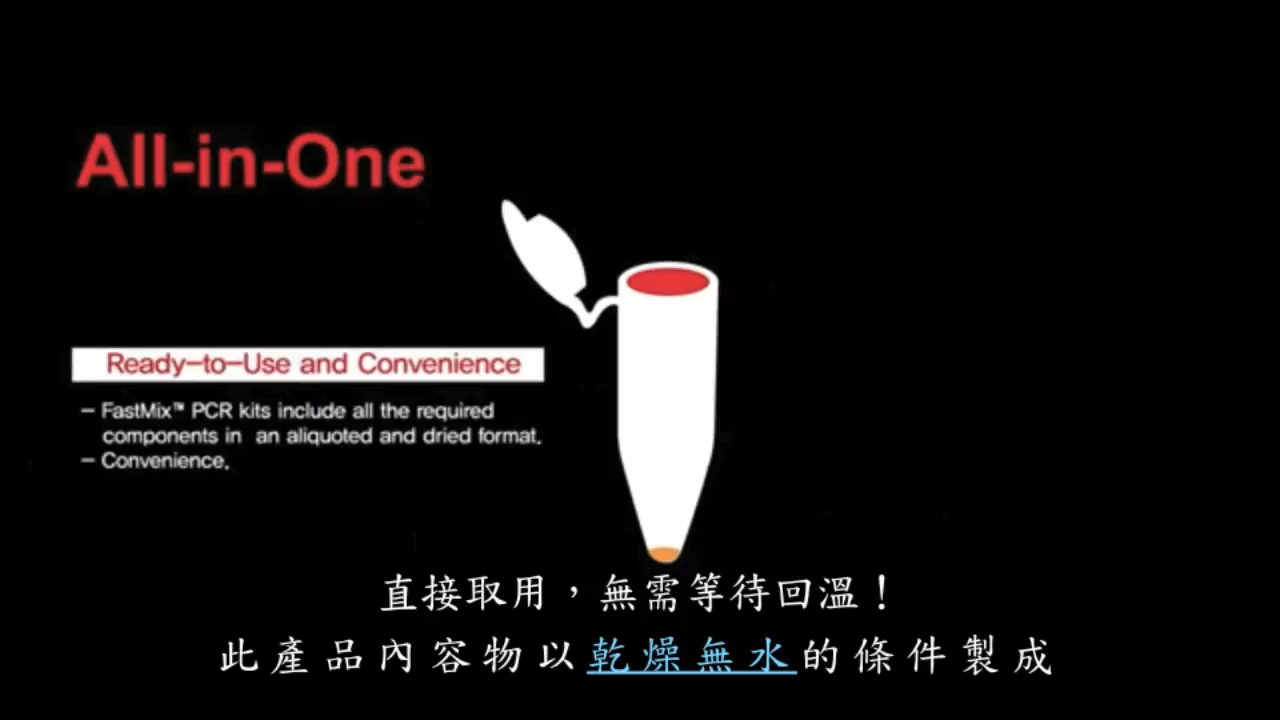 All-in-One
Ready-to-Use and Convenience
- FastMix™ PCR kits include all the required
components in an aliquoted and dried format.
- Convenience.
直接取用，無需等待回溫！
此產品內容物以乾燥無水的條件製成